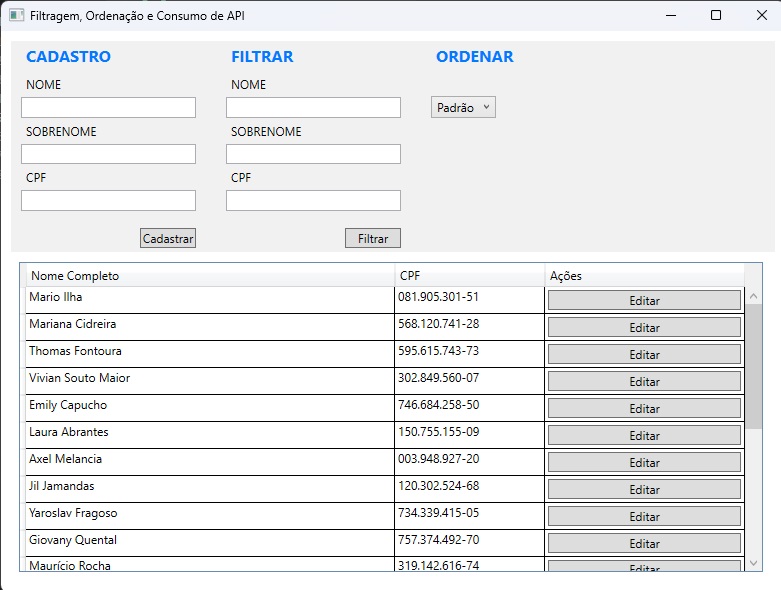 Filtragem, Ordenação e Consumo de API
CADASTRO FILTRAR ORDENAR
NOME NOME
Padrão
SOBRENOME SOBRENOME
CPF CPF
Cadastrar Filtrar
Nome Completo CPF Ações
Mario Ilha 081.905.301-51 Editar
Mariana Cidreira 568.120.741-28 Editar
Thomas Fontoura 595.615.743-73 Editar
Vivian Souto Maior 302.849.560-07 Editar
Emily Capucho 746.684.258-50 Editar
Laura Abrantes 150.755.155-09 Editar
Axel Melancia 003.948.927-20 Editar
Jil Jamandas 120.302.524-68 Editar
Yaroslav Fragoso 734.339.415-05 Editar
Giovany Quental 757.374.492-70 Editar
Maurício Rocha 319.142.616-74 Editar